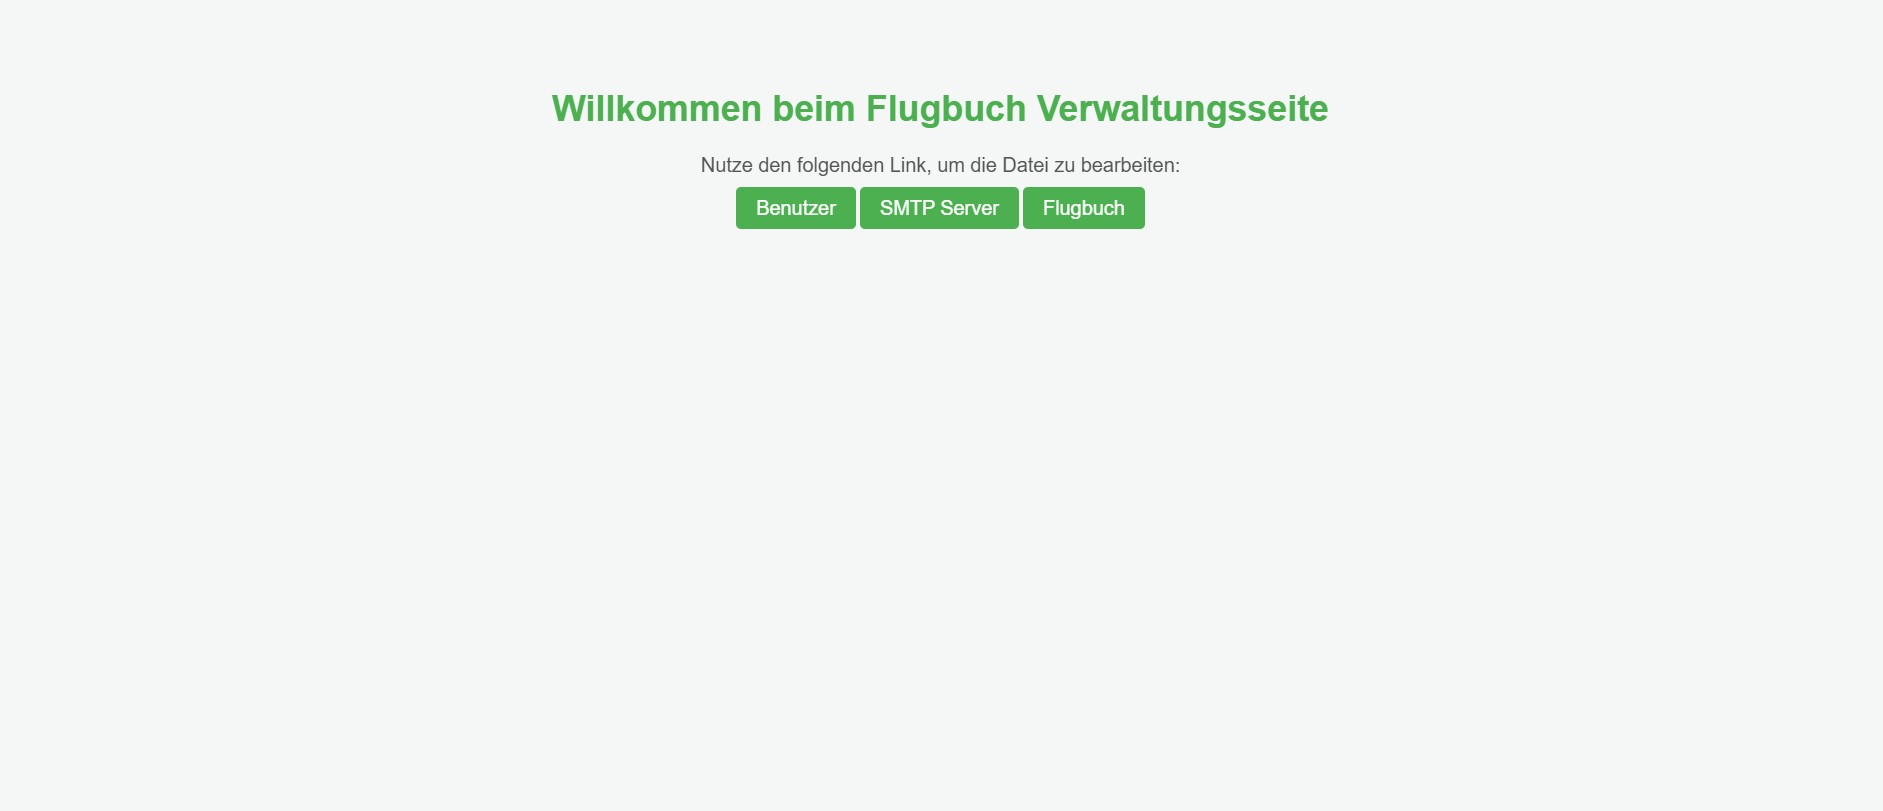 Willkommen beim Flugbuch Verwaltungsseite
Nutze den folgenden Link, um die Datei zu bearbeiten:
Benutzer SMTP Server Flugbuch